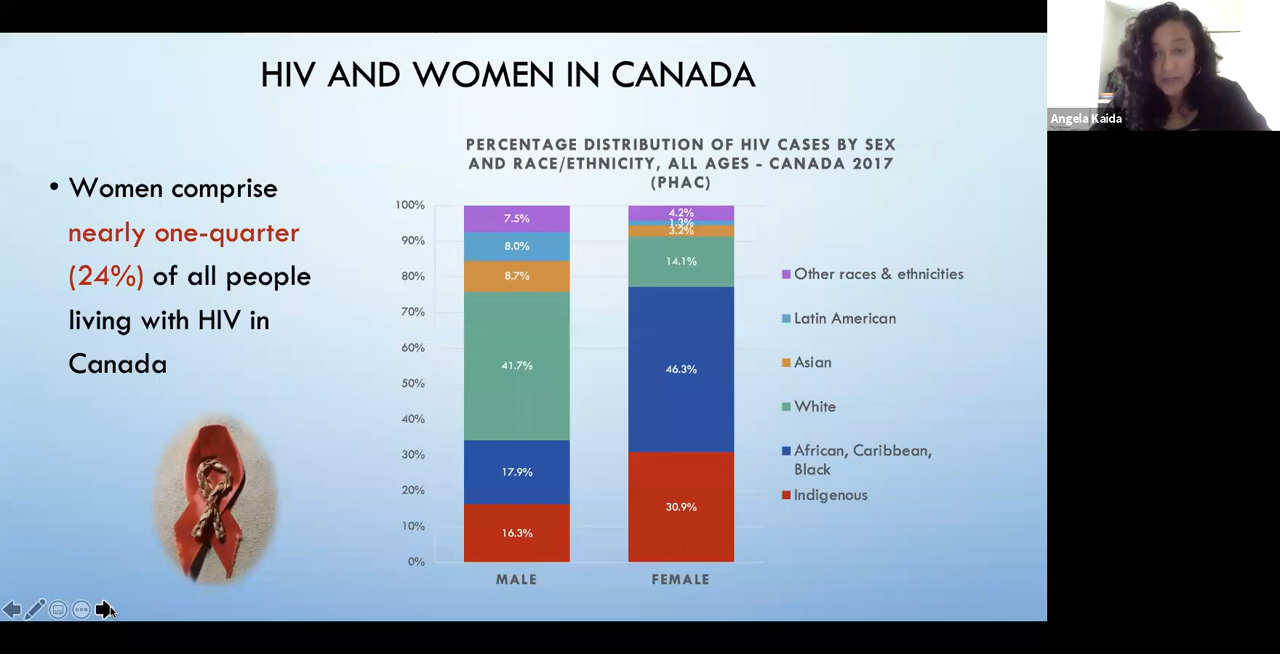 HIV AND WOMEN IN CANADA
• Women comprise
nearly one-quarter
(24%) of all people
living with HIV in
Canada
PERCENTAGE DISTRIBUTION OF HIV CASES BY SEX
AND RACE/ETHNICITY, ALL AGES - CANADA 2017
(PHAC)
100%
90%
80%
70%
60%
50%
40%
30%
20%
10%
0%
7.5%
8.0%
8.7%
41.7%
17.9%
16.3%
MALE
4.2%
1.3%
3.2%
14.1%
46.3%
30.9%
FEMALE
Other races & ethnicities
Latin American
Asian
White
African, Caribbean,
Black
Indigenous
Angela Kaida